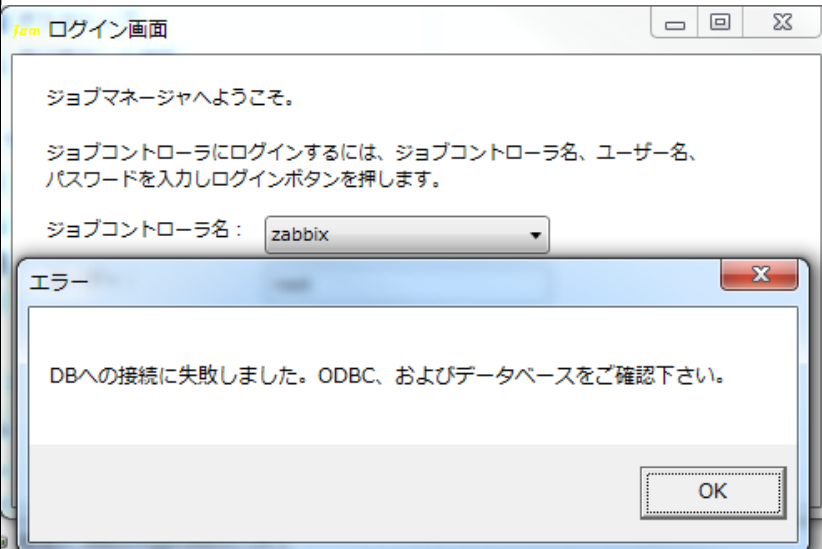 Jam ログイン画面
ジョブマネージャへようこそ。
ジョブコントローラにログインするには、ジョブコントローラ名、ユーザー名、
パスワードを入力しログインボタンを押します。
ジョブコントローラ名： zabbix
エラー
DBへの接続に失敗しました。ODBC、およびデータベースをご確認下さい。
OK